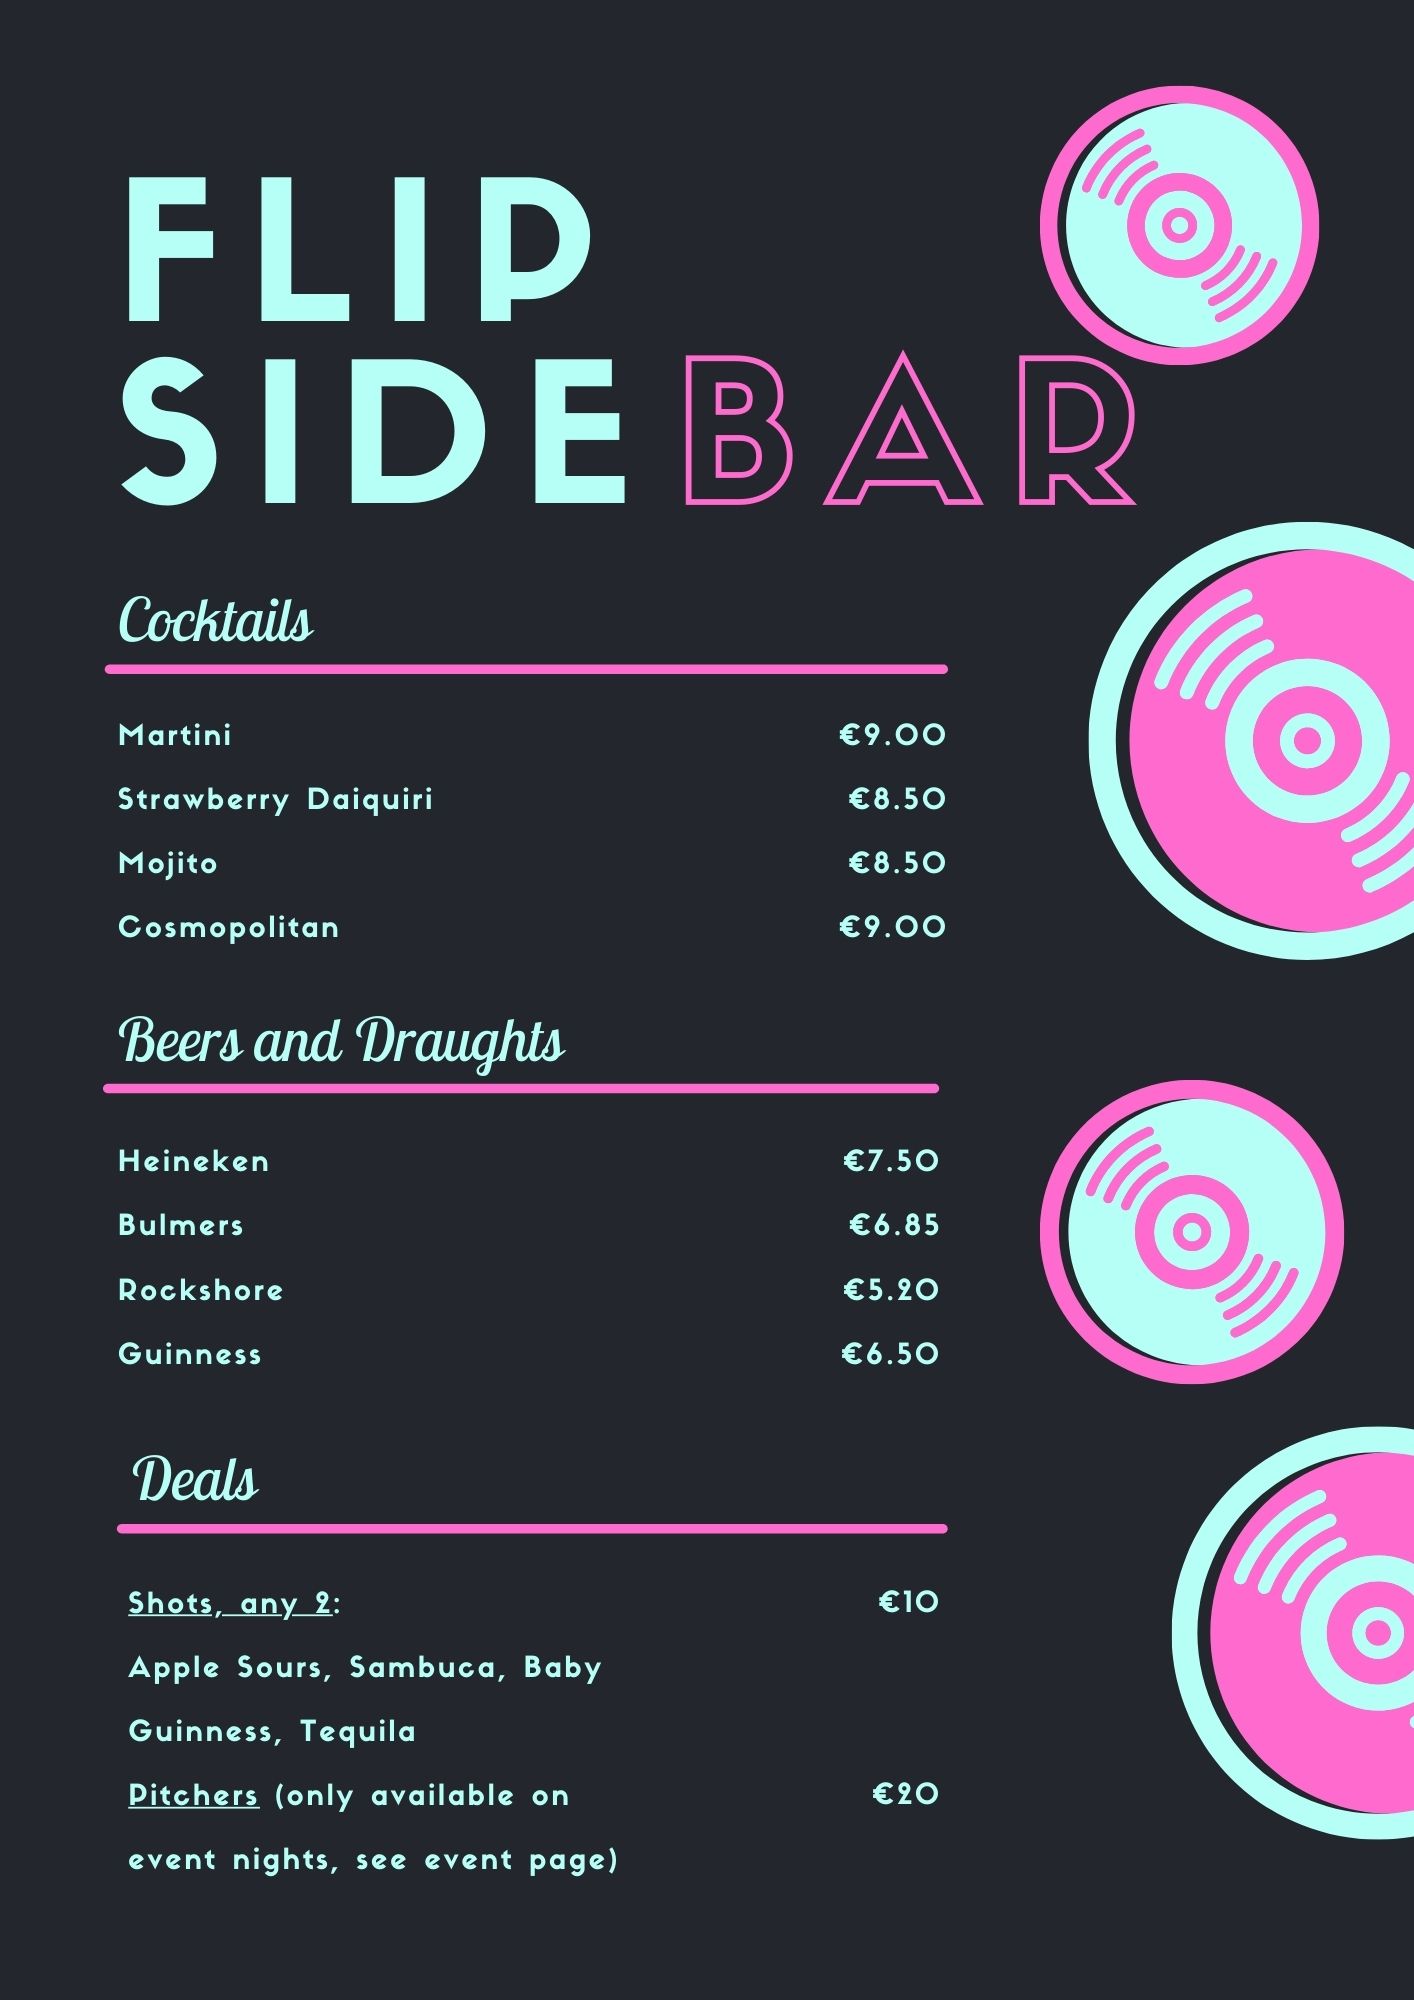 FLIP
SIDE BAR
Cocktails
Martini €9.00
Strawberry Daiquiri €8.50
Mojito €8.50
Cosmopolitan €9.00
Beers and Draughts
Heineken €7.50
Bulmers €6.85
Rockshore €5.20
Guinness €6.50
Deals
Shots, any 2: €10
Apple Sours, Sambuca, Baby
Guinness, Tequila
Pitchers (only available on €20
event nights, see event page)